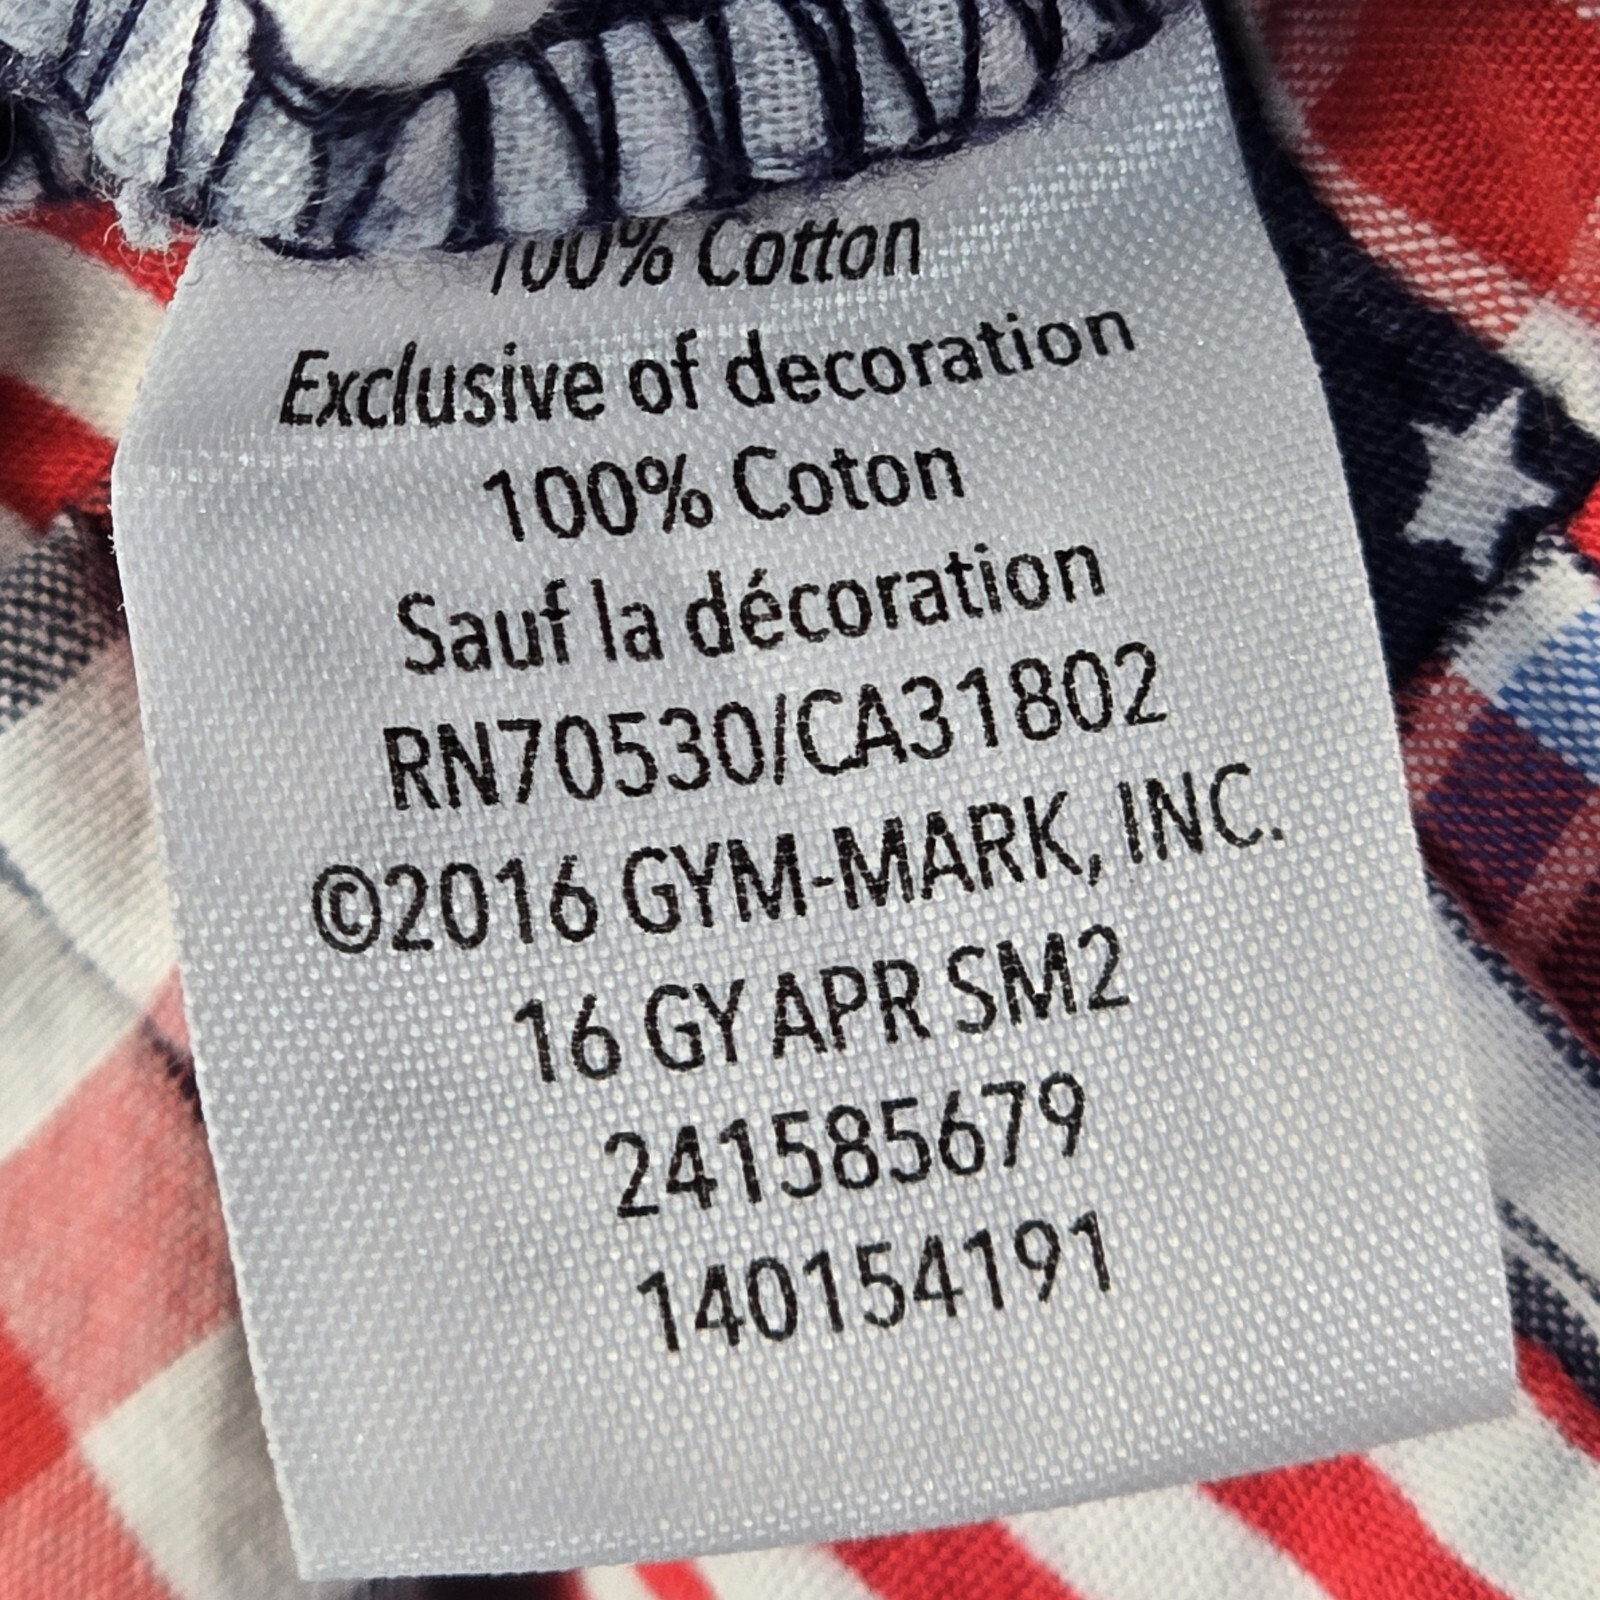 100% Cotton
Exclusive of decoration
100% Coton
Sauf la décoration
RN70530/CA31802
©2016 GYM-MARK, INC.
16 GY APR SM2
241585679
140154191